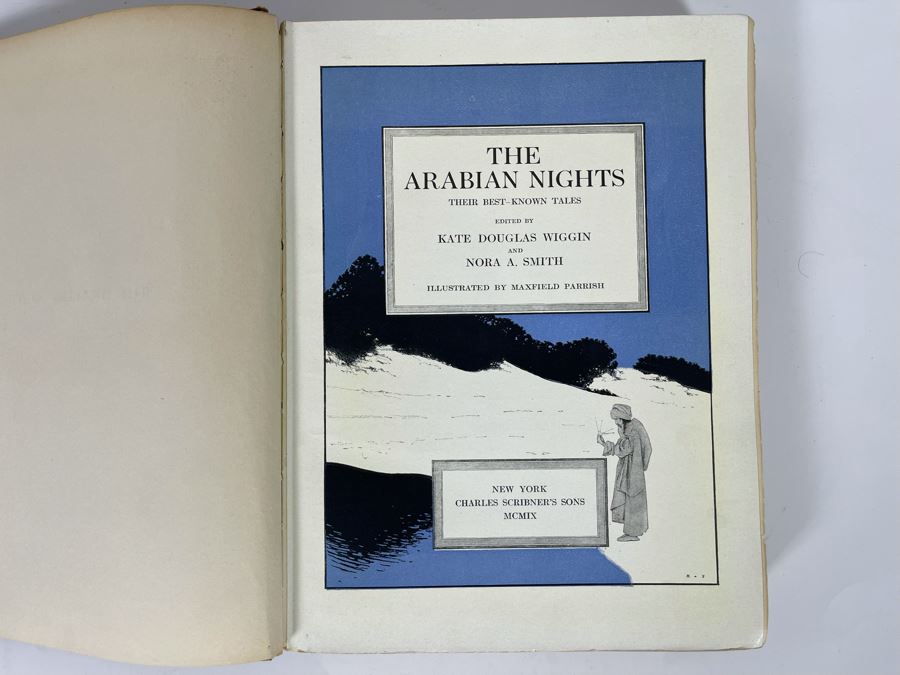 THE
ARABIAN NIGHTS
THEIR BEST-KNOWN TALES
EDITED BY
KATE DOUGLAS WIGGIN
AND
NORA A. SMITH
ILLUSTRATED BY MAXFIELD PARRISH
NEW YORK
CHARLES SCRIBNER'S SONS
MCMIX